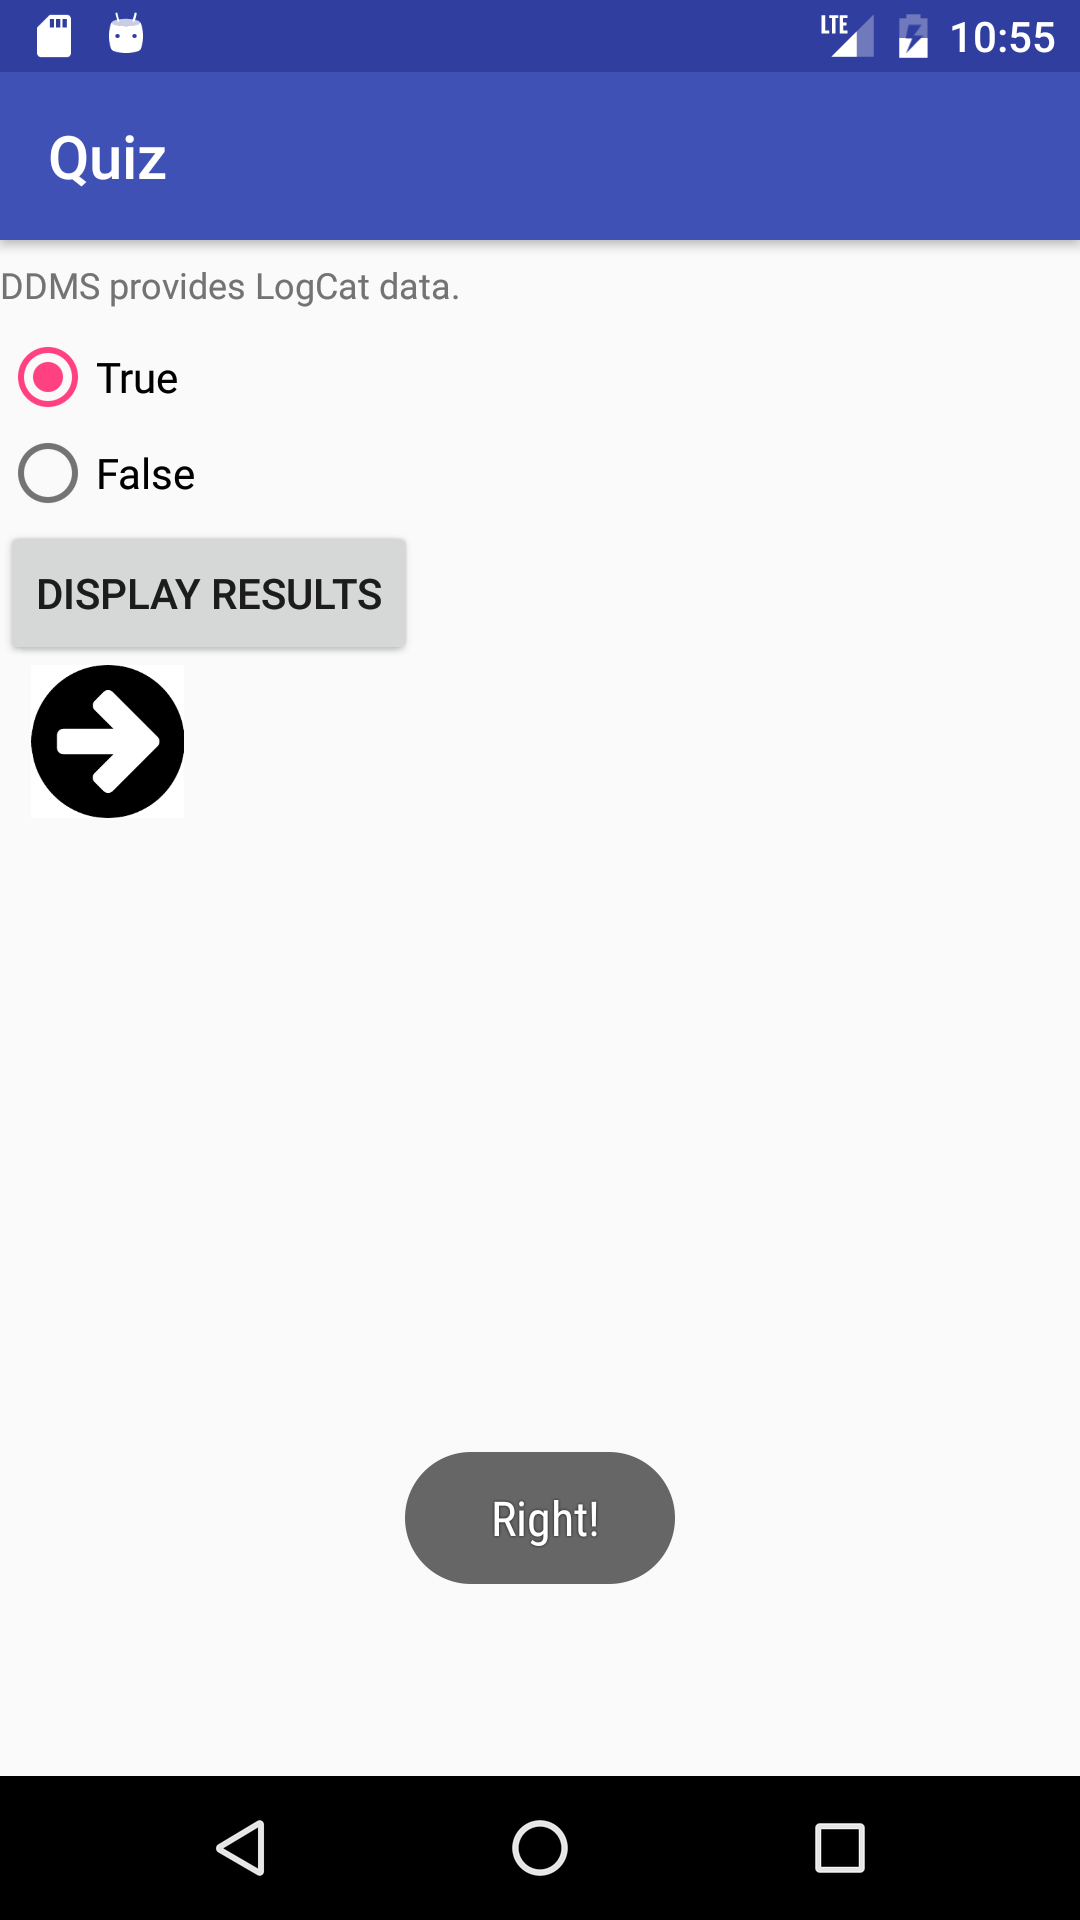 LTE 10:55
Quiz
DDMS provides LogCat data.
True
False
DISPLAY RESULTS
Right!